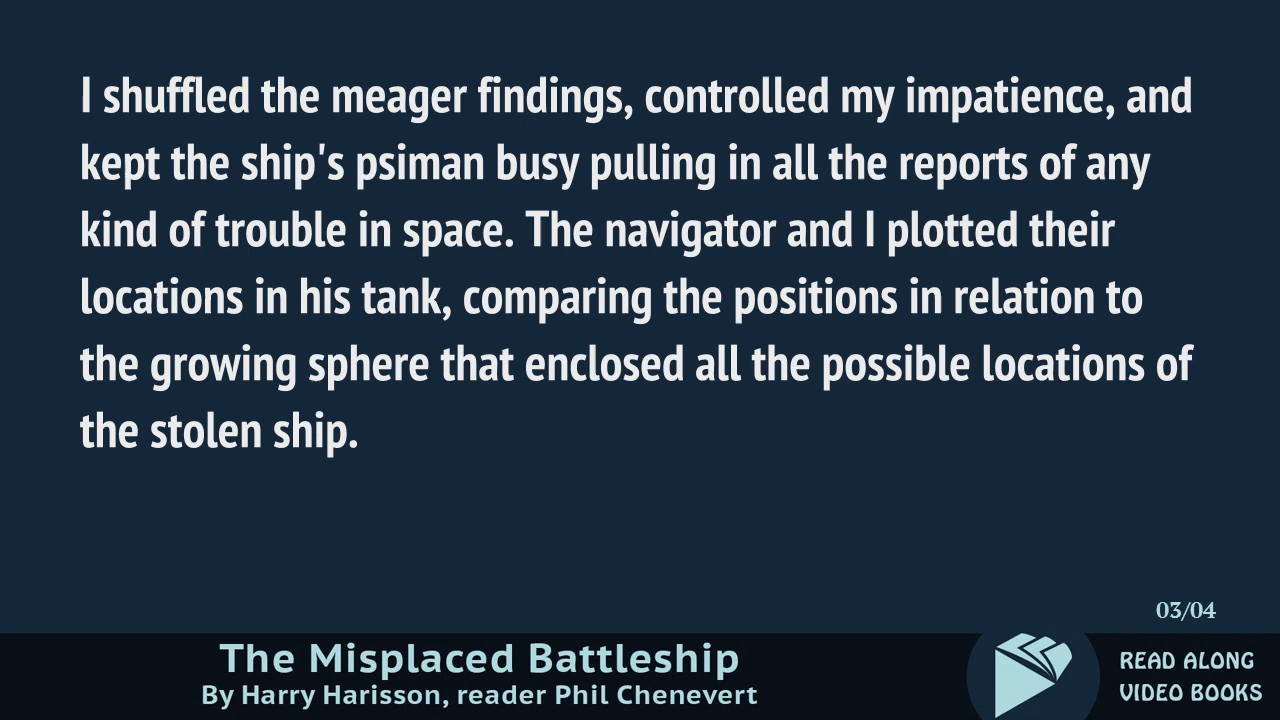 I shuffled the meager findings, controlled my impatience, and
kept the ship's psiman busy pulling in all the reports of any
kind of trouble in space. The navigator and I plotted their
locations in his tank, comparing the positions in relation to
the growing sphere that enclosed all the possible locations of
the stolen ship.
03/04
The Misplaced Battleship
By Harry Harisson, reader Phil Chenevert
READ ALONG
VIDEO BOOKS